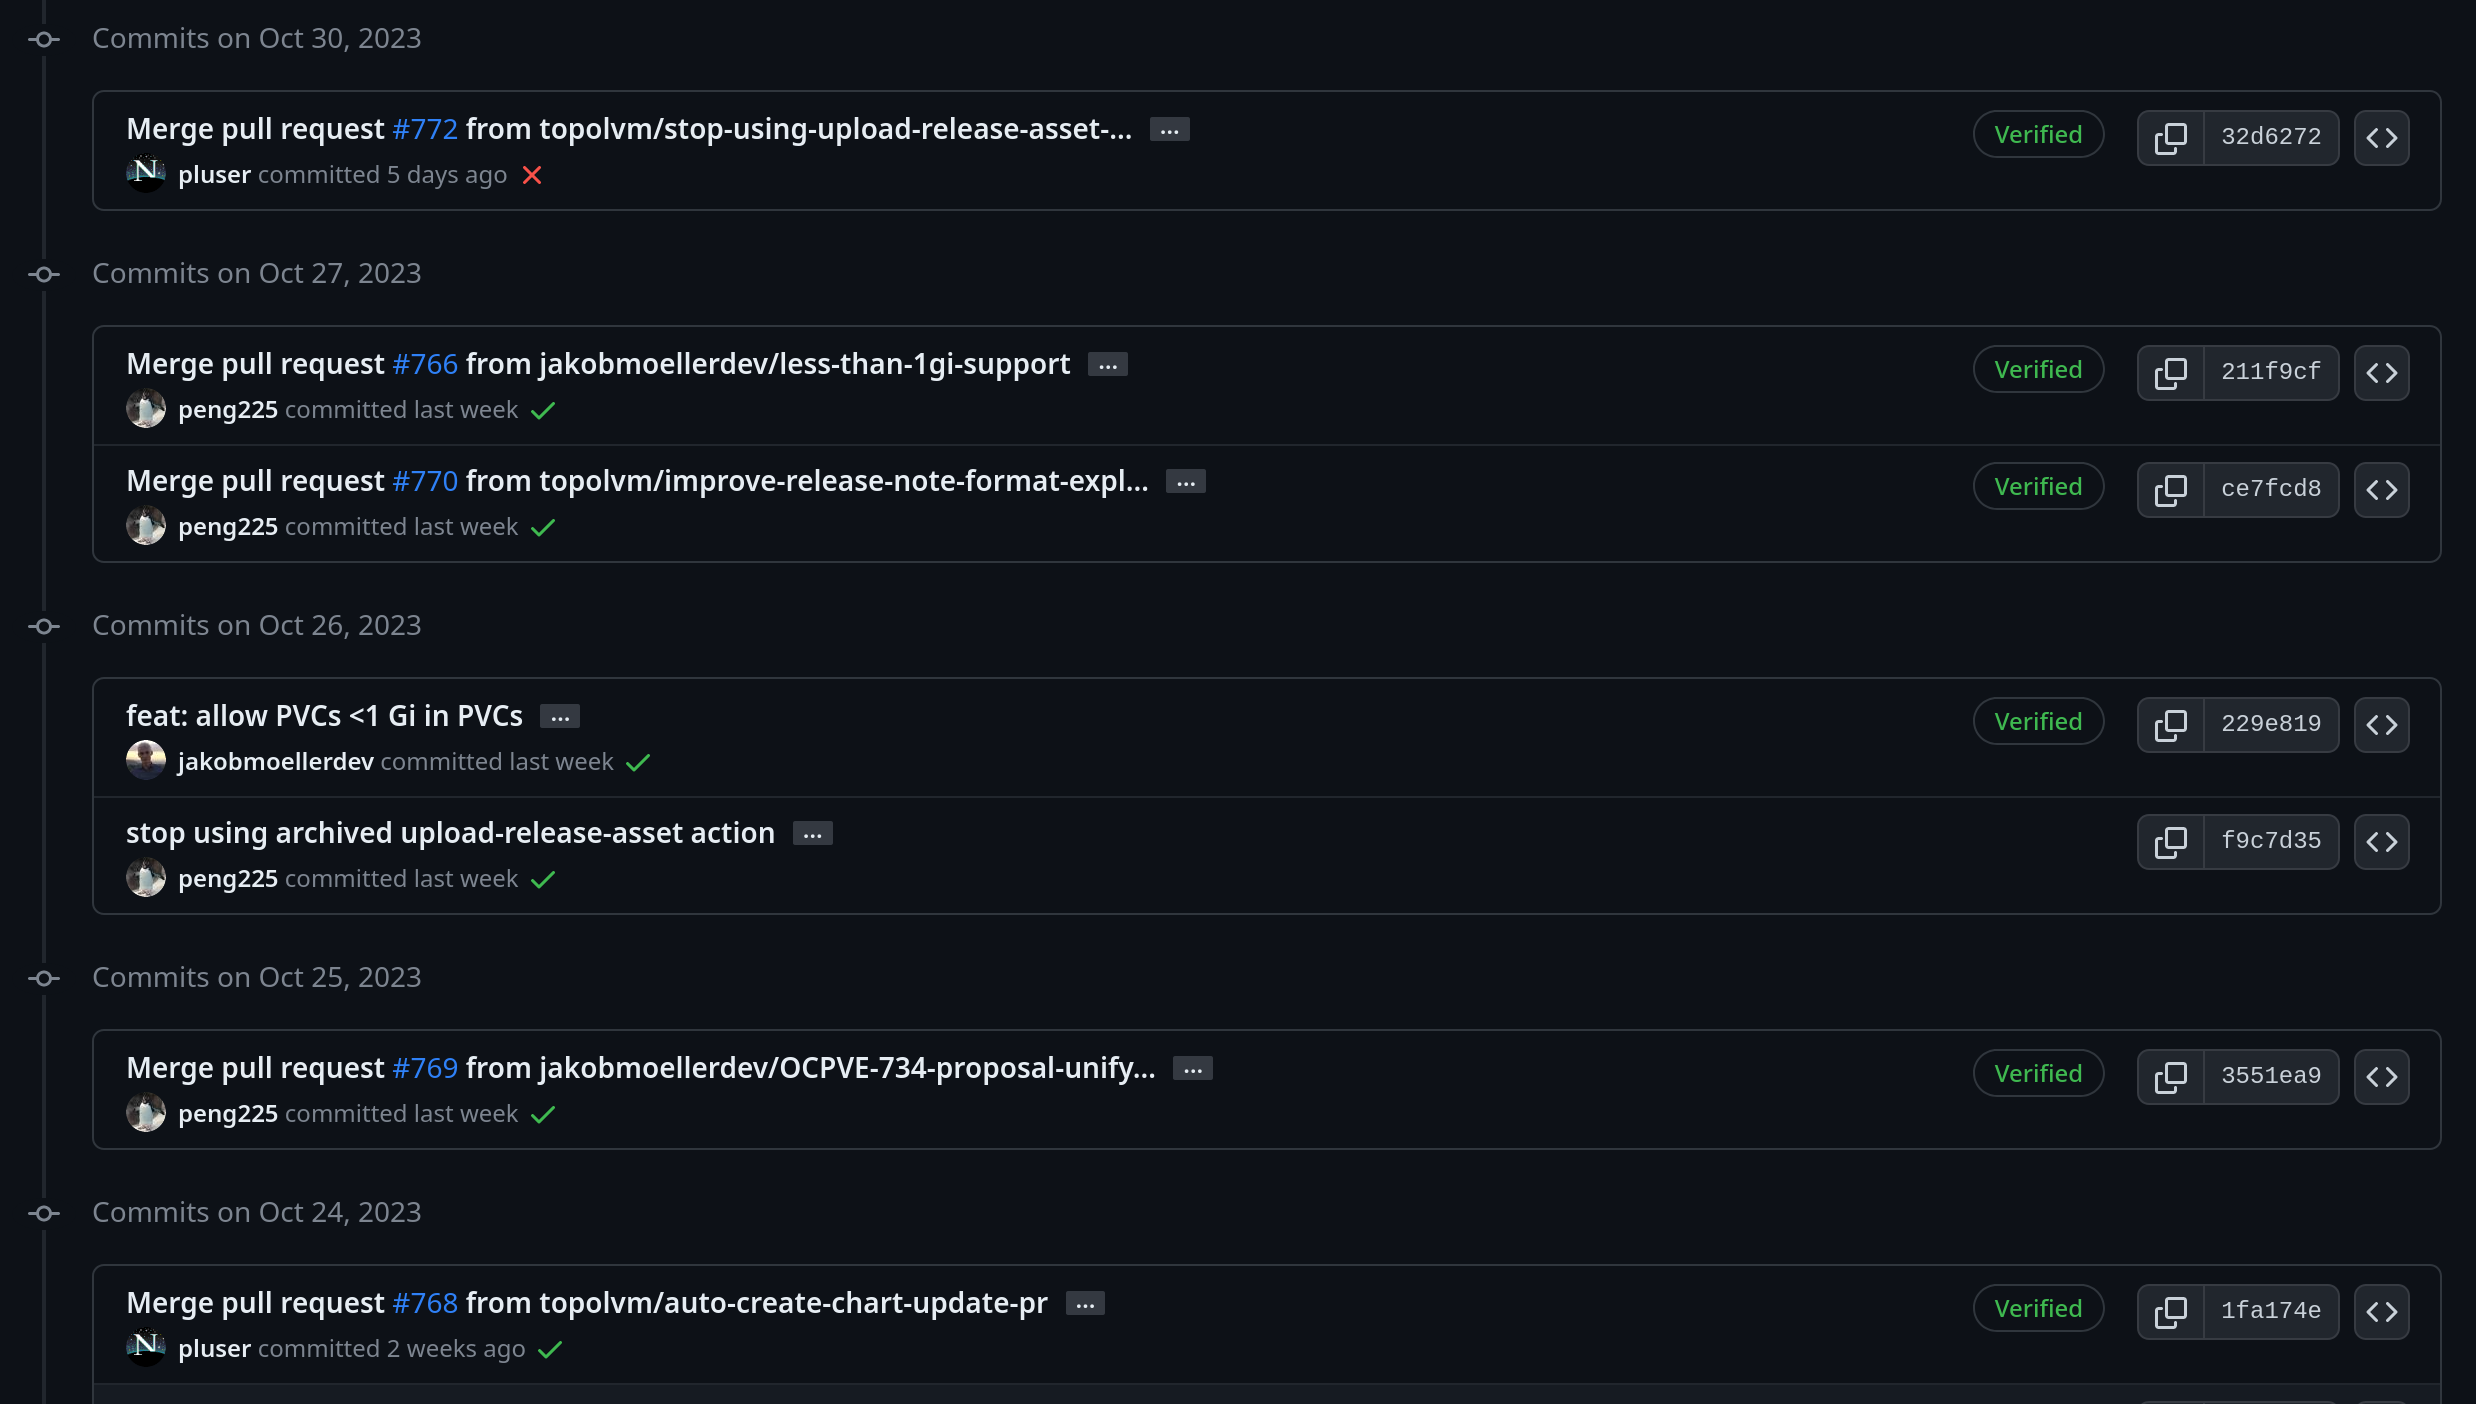 Commits on Oct 30, 2023
Merge pull request #772 from topolvm/stop-using-upload-release-asset-... ...
Verified
32d6272
pluser committed 5 days ago
Commits on Oct 27, 2023
Merge pull request #766 from jakobmoellerdev/less-than-1gi-support ...
Verified
211f9cf
peng225 committed last week
Merge pull request #770 from topolvm/improve-release-note-format-expl... ...
Verified
ce7fcd8
peng225 committed last week
Commits on Oct 26, 2023
feat: allow PVCs <1 Gi in PVCs ...
Verified
229e819
jakobmoellerdev committed last week
stop using archived upload-release-asset action ...
f9c7d35
peng225 committed last week
Commits on Oct 25, 2023
Merge pull request #769 from jakobmoellerdev/OCPVE-734-proposal-unify... ...
Verified
3551ea9
peng225 committed last week
Commits on Oct 24, 2023
Merge pull request #768 from topolvm/auto-create-chart-update-pr ...
Verified
1fa174e
pluser committed 2 weeks ago